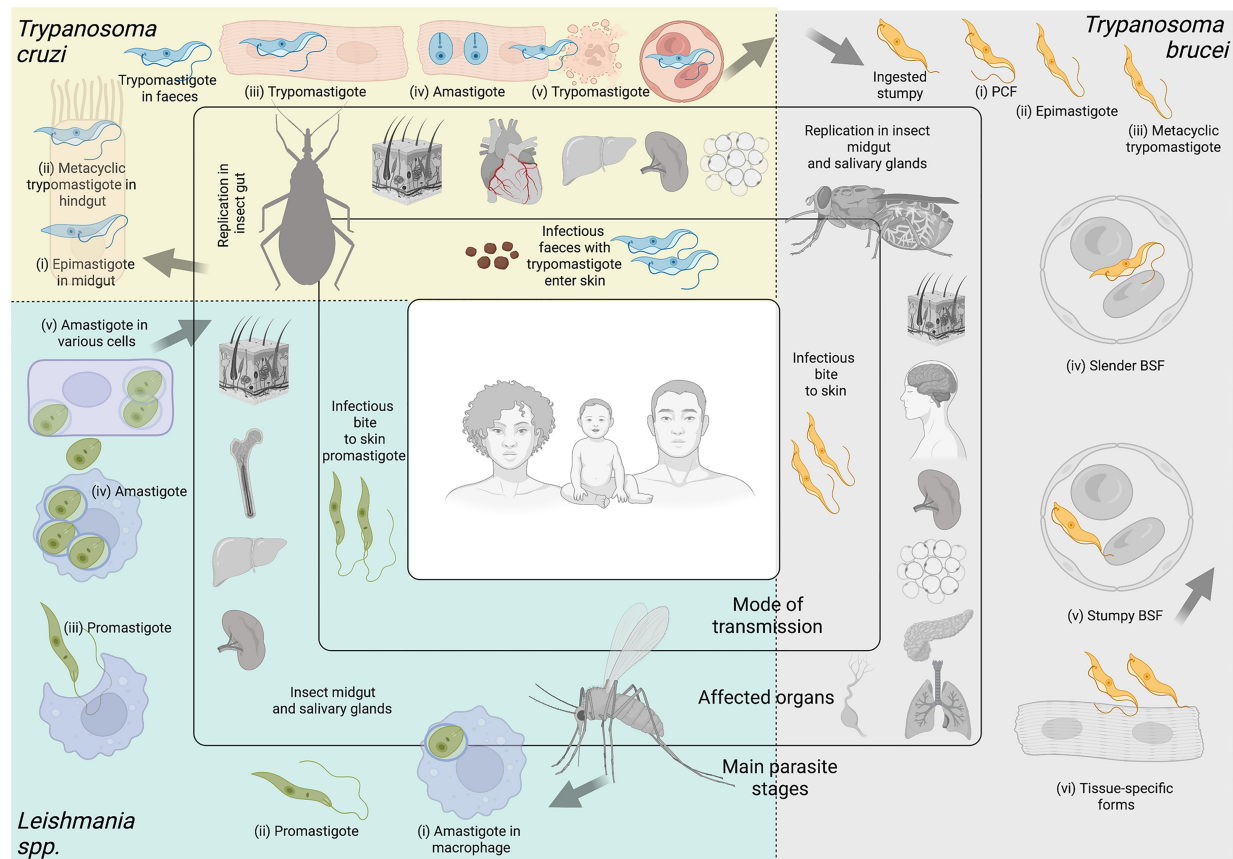 Trypanosoma
cruzi
Trypomastigote
in faeces
(iii) Trypomastigote
(iv) Amastigote
(v) Trypomastigote
(ii) Metacyclic
trypomastigote in
hindgut
(i) Epimastigote
in midgut
Replication in
insect gut
Infectious
faeces with
trypomastigote
enter skin
Trypanosoma
brucei
Ingested
stumpy
(i) PCF
(ii) Epimastigote
(iii) Metacyclic
trypomastigote
Replication in insect
midgut
and salivary glands
Infectious
bite
to skin
(iv) Slender BSF
(v) Stumpy BSF
(vi) Tissue-specific
forms
(v) Amastigote in
various cells
(iv) Amastigote
(iii) Promastigote
Infectious
bite
to skin
promastigote
Insect midgut
and salivary glands
(ii) Promastigote
(i) Amastigote in
macrophage
Leishmania
spp.
Mode of
transmission
Affected organs
Main parasite
stages